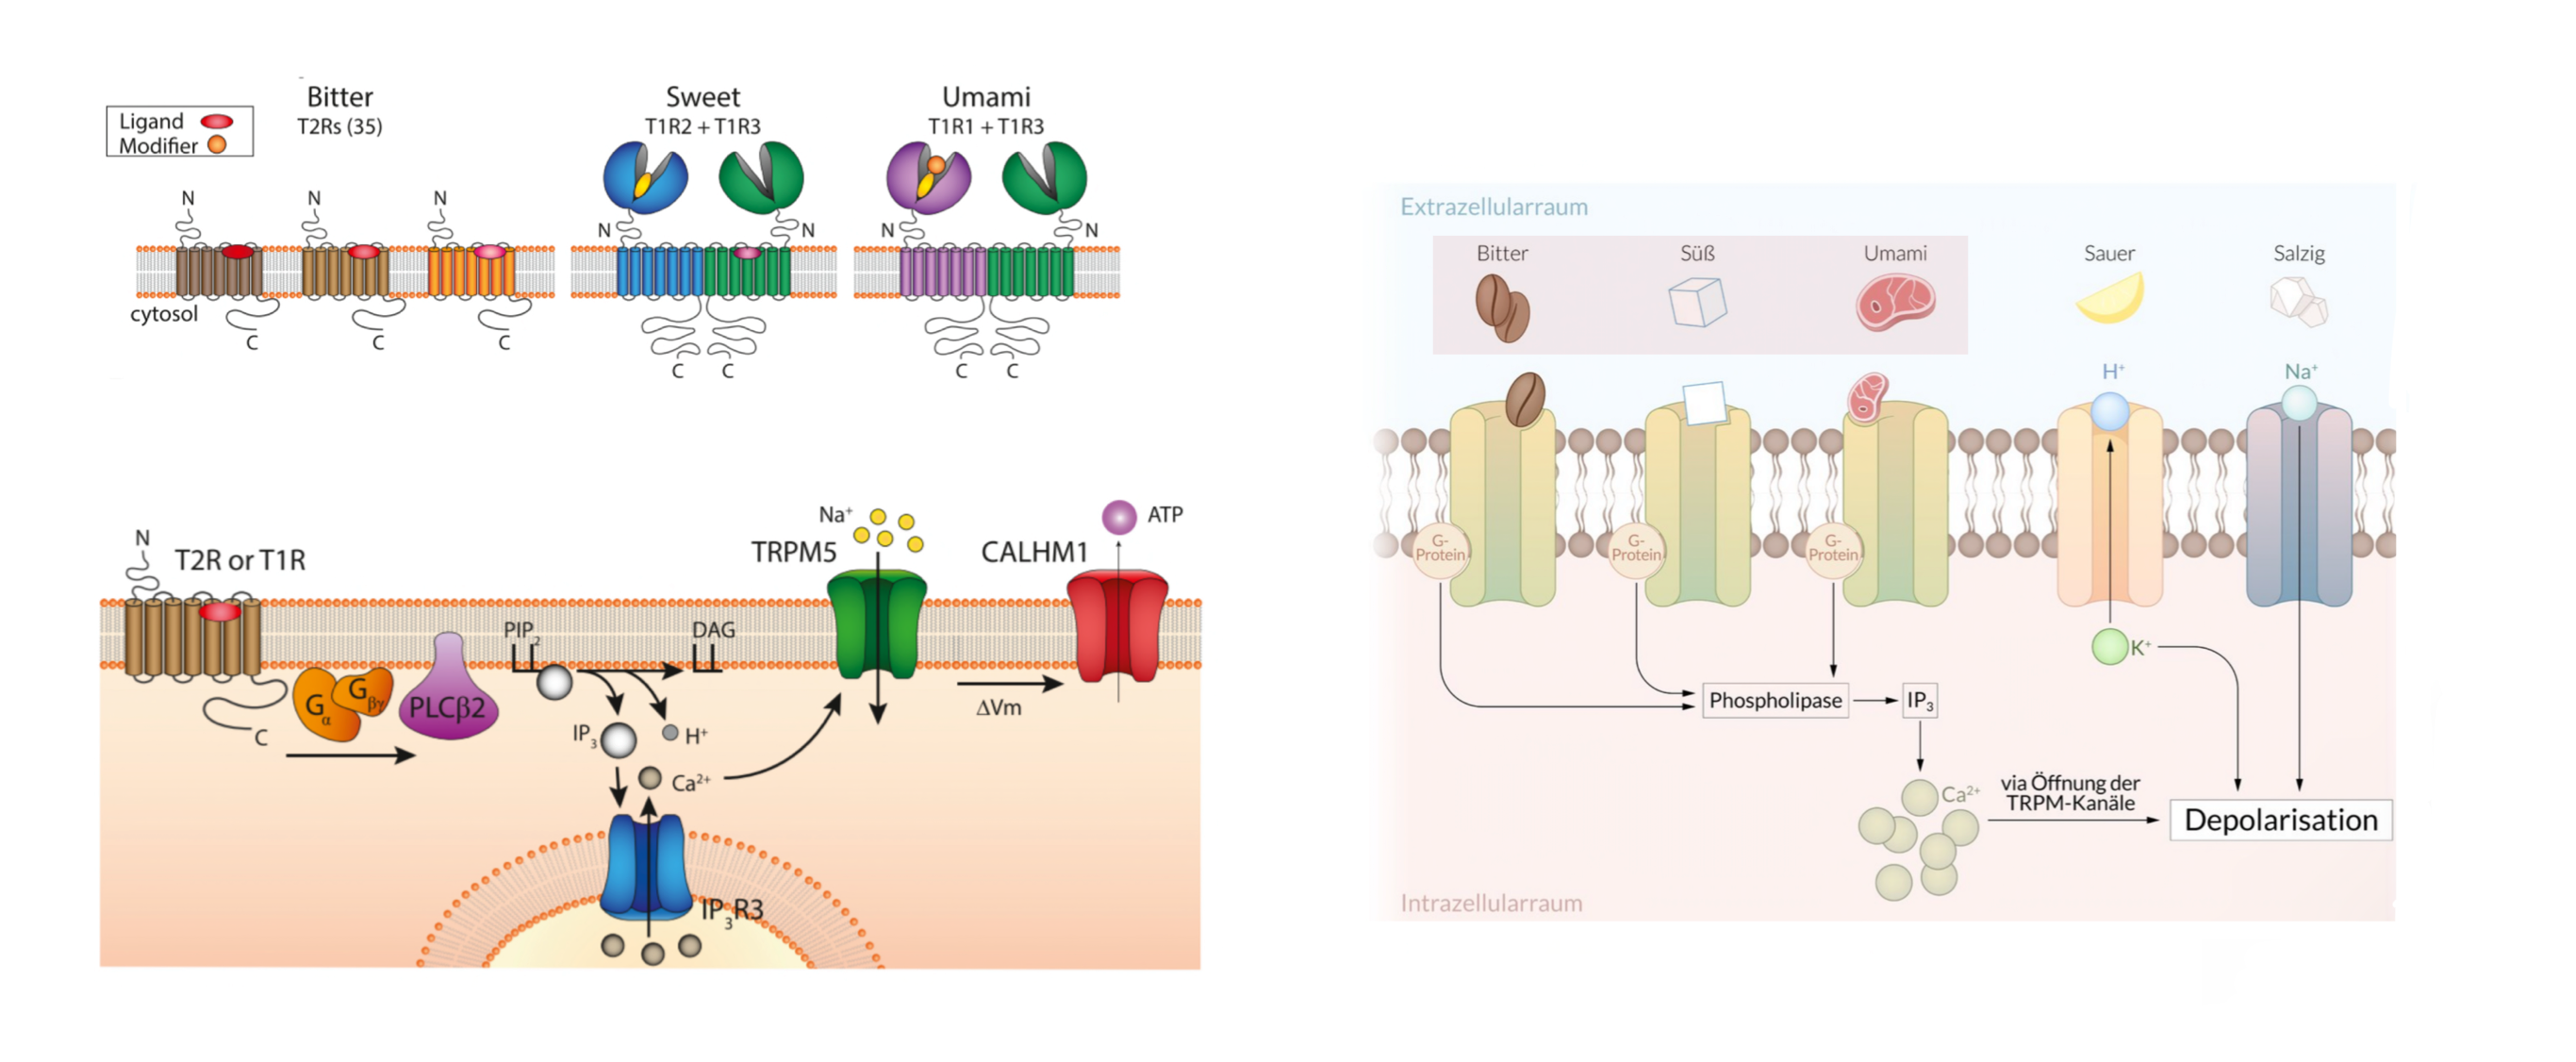 Ligand
Modifier
Bitter
T2Rs (35)
Sweet
T1R2 + T1R3
Umami
T1R1 + T1R3
N
N
N
N
N
N
N
cytosol
C
C
C
C
C
C
C
N
T2R or T1R
C
Gα
Gβγ
PLCβ2
PIP2
DAG
IP3
H+
Ca2+
IP3R3
Na+
TRPM5
ΔVm
CALHM1
ATP
Extrazellularraum
Bitter
Süß
Umami
Sauer
Salzig
H+
Na+
G-
Protein
G-
Protein
G-
Protein
K+
Phospholipase
IP3
Ca2+
via Öffnung der
TRPM-Kanäle
Depolarisation
Intrazellularraum